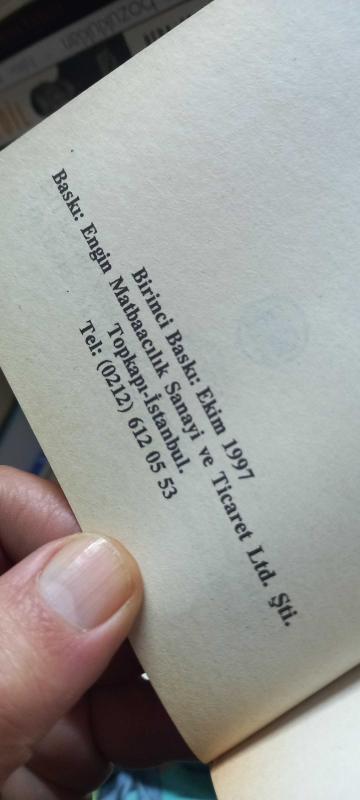 Birinci Baskı: Ekim 1997
Baskı: Engin Matbaacılık Sanayi ve Ticaret Ltd. Şti.
Topkapı-İstanbul.
Tel: (0212) 612 05 53
bozuklukları